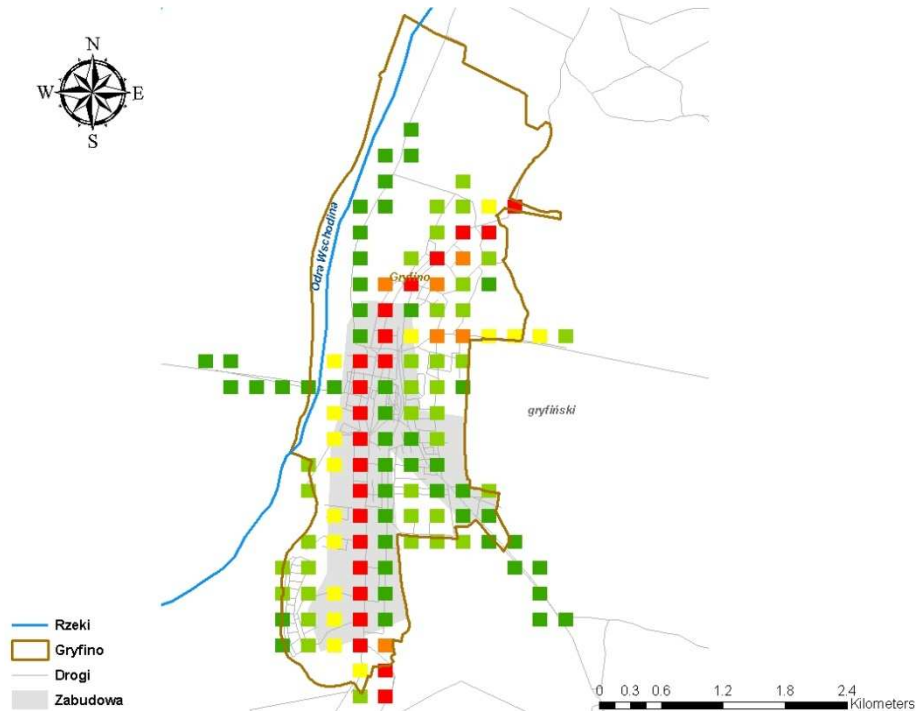 N
W E
S
Odra Wschodina
Gryfino
gryfiński
Rzeki
Gryfino
Drogi
Zabudowa
0 0.3 0.6 1.2 1.8 2.4
Kilometers